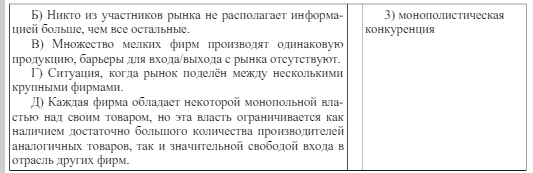 Б) Никто из участников рынка не располагает информа-
цией больше, чем все остальные.
В) Множество мелких фирм производят одинаковую
продукцию, барьеры для входа/выхода с рынка отсутствуют.
Г) Ситуация, когда рынок поделён между несколькими
крупными фирмами.
Д) Каждая фирма обладает некоторой монопольной вла-
стью над своим товаром, но эта власть ограничивается как
наличием достаточно большого количества производителей
аналогичных товаров, так и значительной свободой входа в
отрасль других фирм.
3) монополистическая
конкуренция